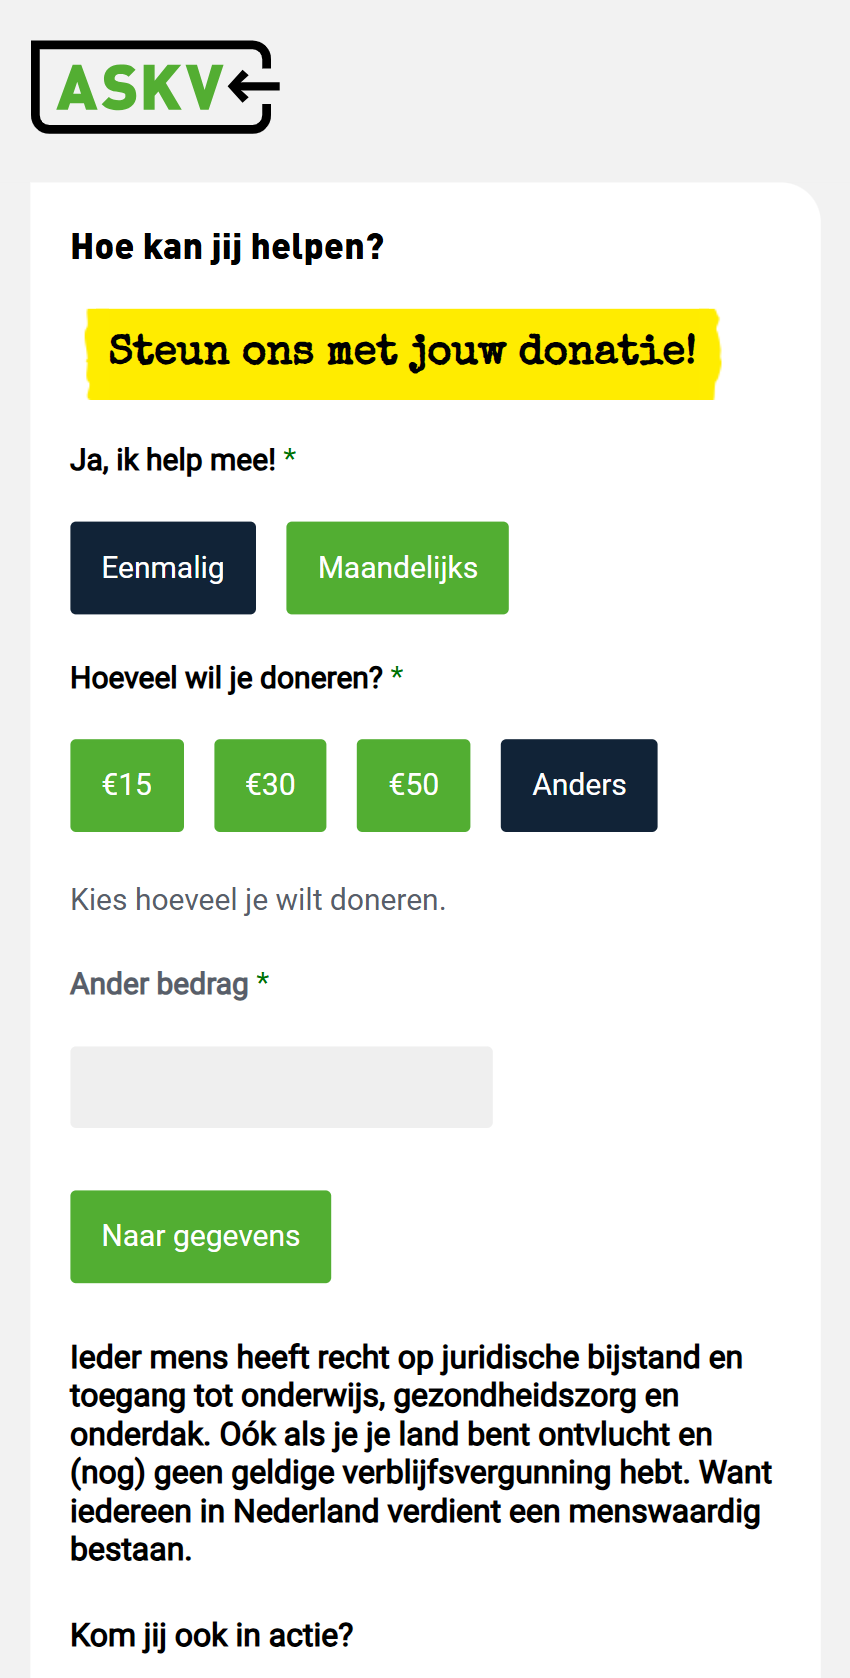 ASKV
Hoe kan jij helpen?
Steun ons met jouw donatie!
Ja, ik help mee! *
Eenmalig
Maandelijks
Hoeveel wil je doneren? *
€15
€30
€50
Anders
Kies hoeveel je wilt doneren.
Ander bedrag *
Naar gegevens
Ieder mens heeft recht op juridische bijstand en
toegang tot onderwijs, gezondheidszorg en
onderdak. Oók als je je land bent ontvlucht en
(nog) geen geldige verblijfsvergunning hebt. Want
iedereen in Nederland verdient een menswaardig
bestaan.
Kom jij ook in actie?